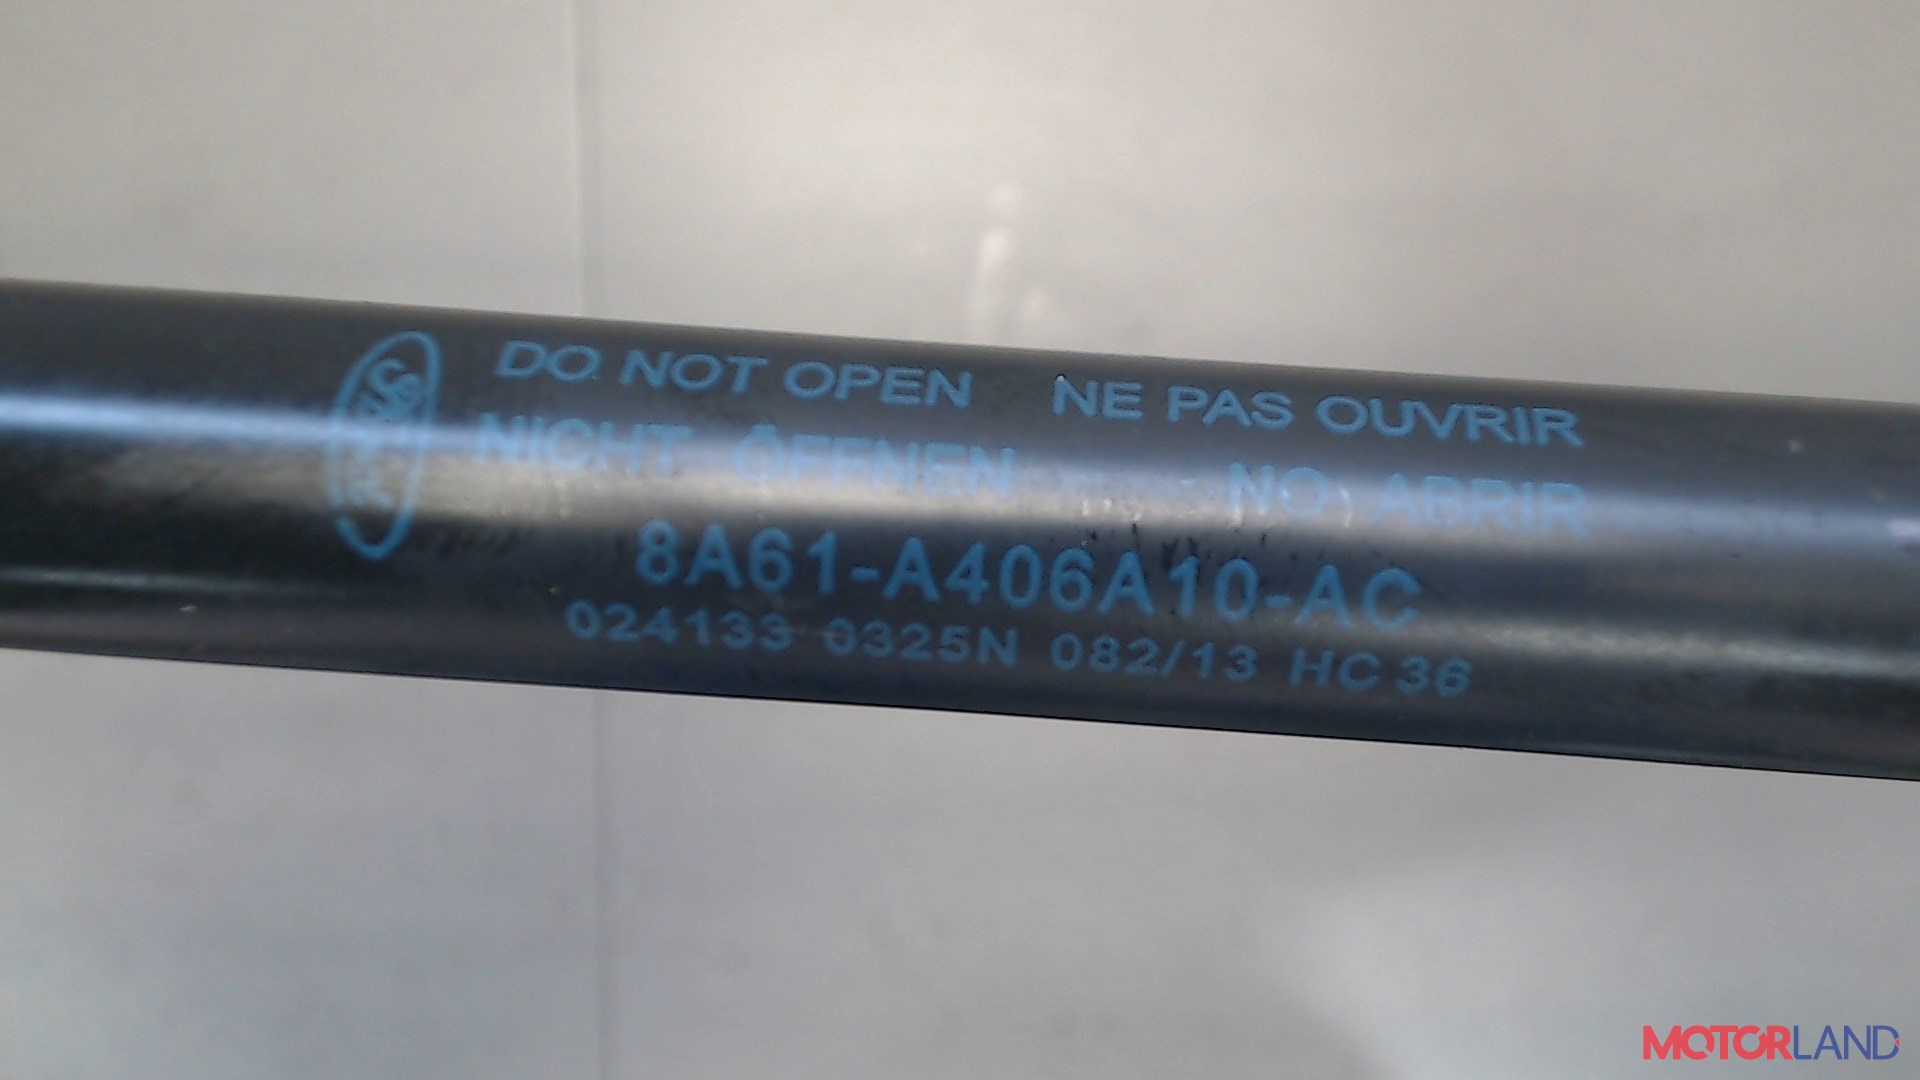 DO NOT OPEN NE PAS OUVRIR
NICHT ÖFFNEN NO ABRIR
8A61-A406A10-AC
024133 0325N 082/13 HC 36
MOTORLAND